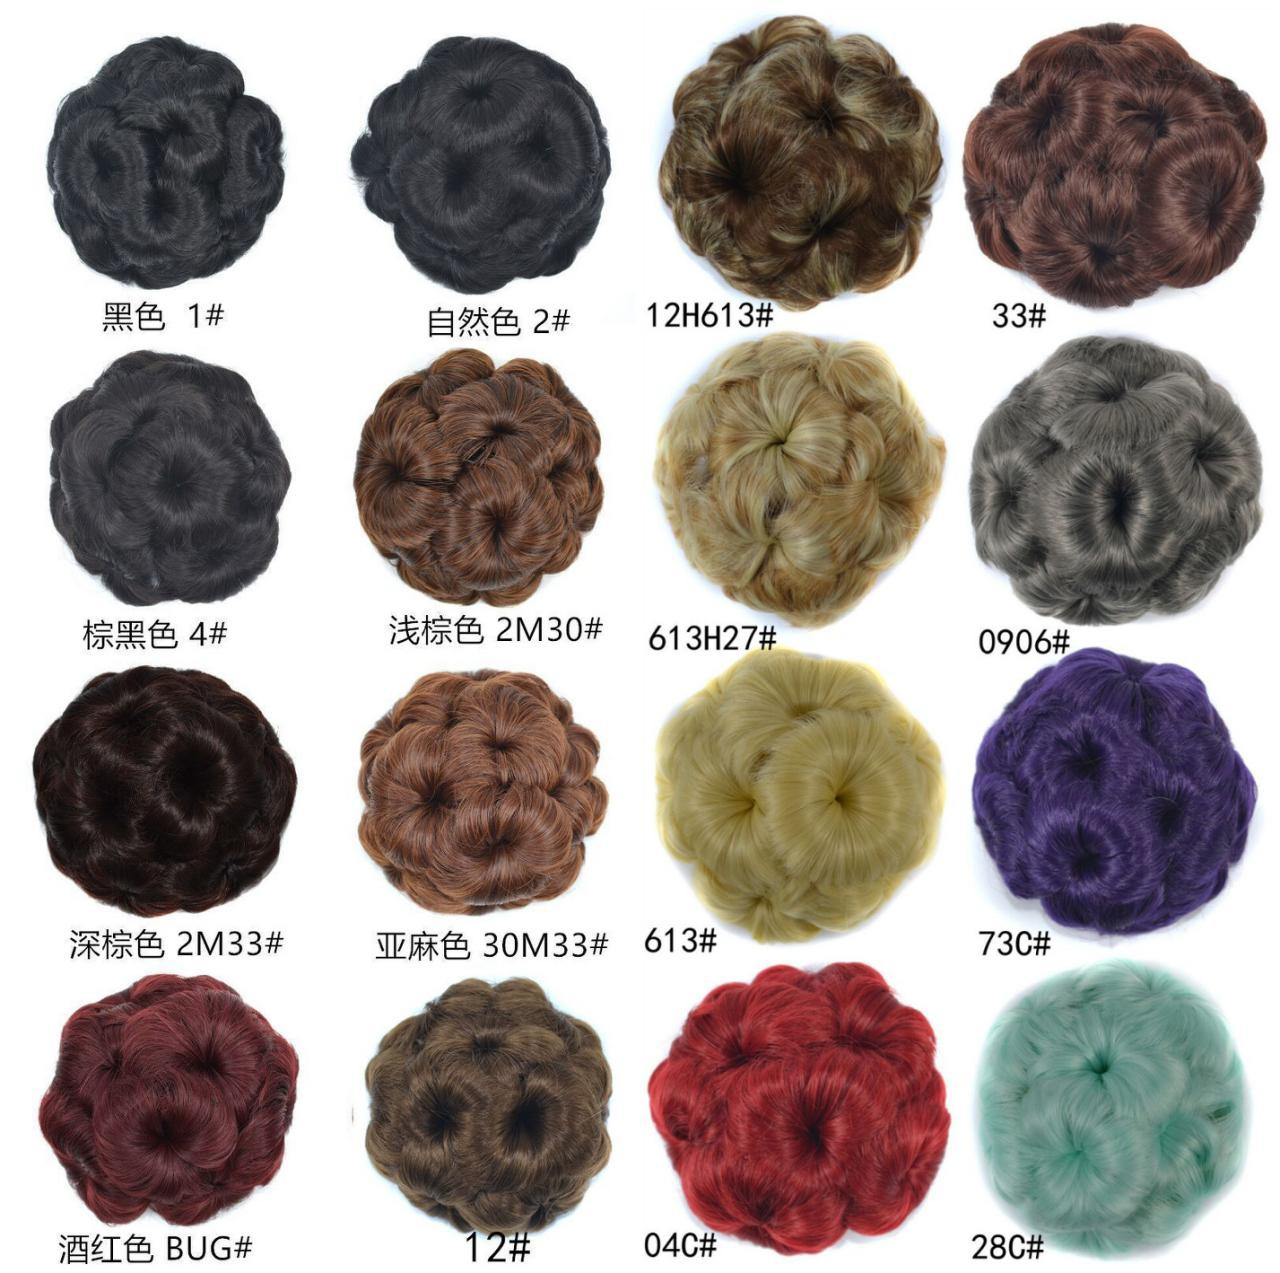 黑色 1#
自然色 2#
12H613#
33#
棕黑色 4#
浅棕色 2M30#
613H27#
0906#
深棕色 2M33#
亚麻色 30M33#
613#
73C#
酒红色 BUG#
12#
04C#
28C#